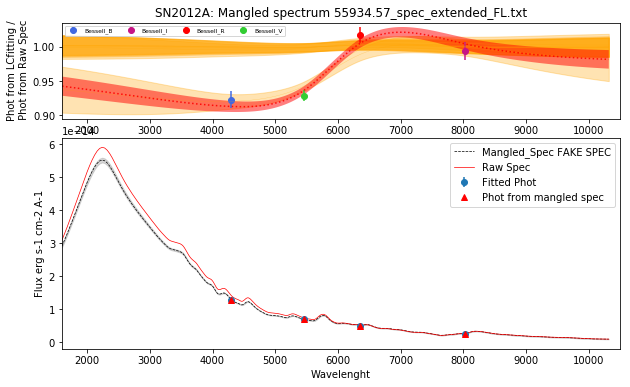 SN2012A: Mangled spectrum 55934.57_spec_extended_FL.txt
Phot from LCfitting /
Phot from Raw Spec
1.00
0.95
0.90
Bessell_B
Bessell_I
Bessell_R
Bessell_V
2000 3000 4000 5000 6000 7000 8000 9000 10000
1e−14
Flux erg s-1 cm-2 A-1
6
5
4
3
2
1
0
Mangled_Spec FAKE SPEC
Raw Spec
Fitted Phot
Phot from mangled spec
2000 3000 4000 5000 6000 7000 8000 9000 10000
Wavelenght